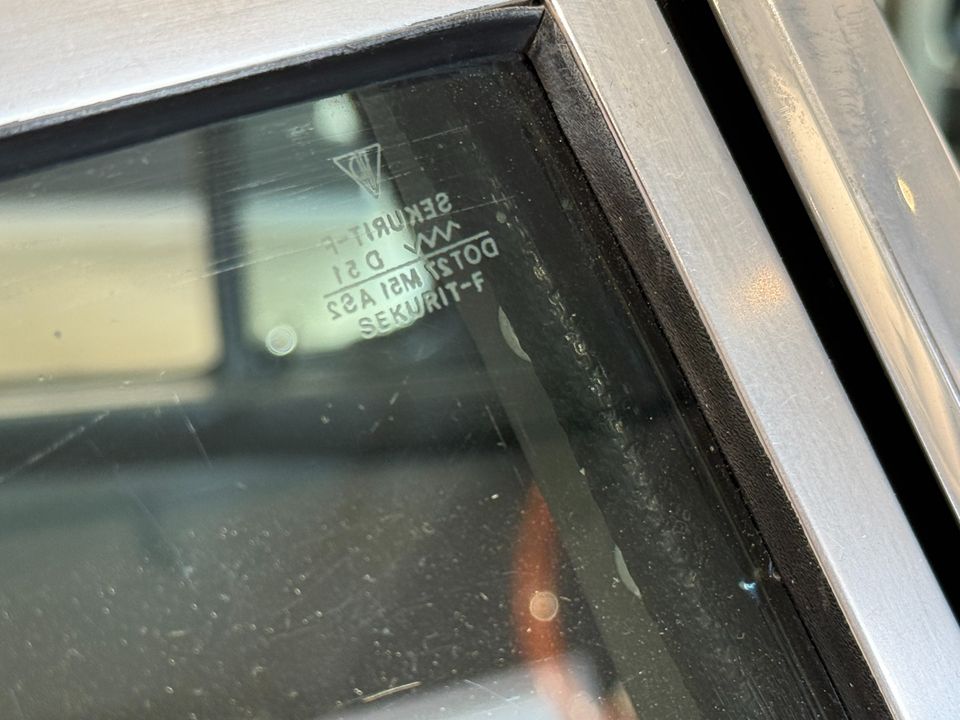 SEKURIT-F
D 51
DOT27 M51 AS2
SEKURIT-F